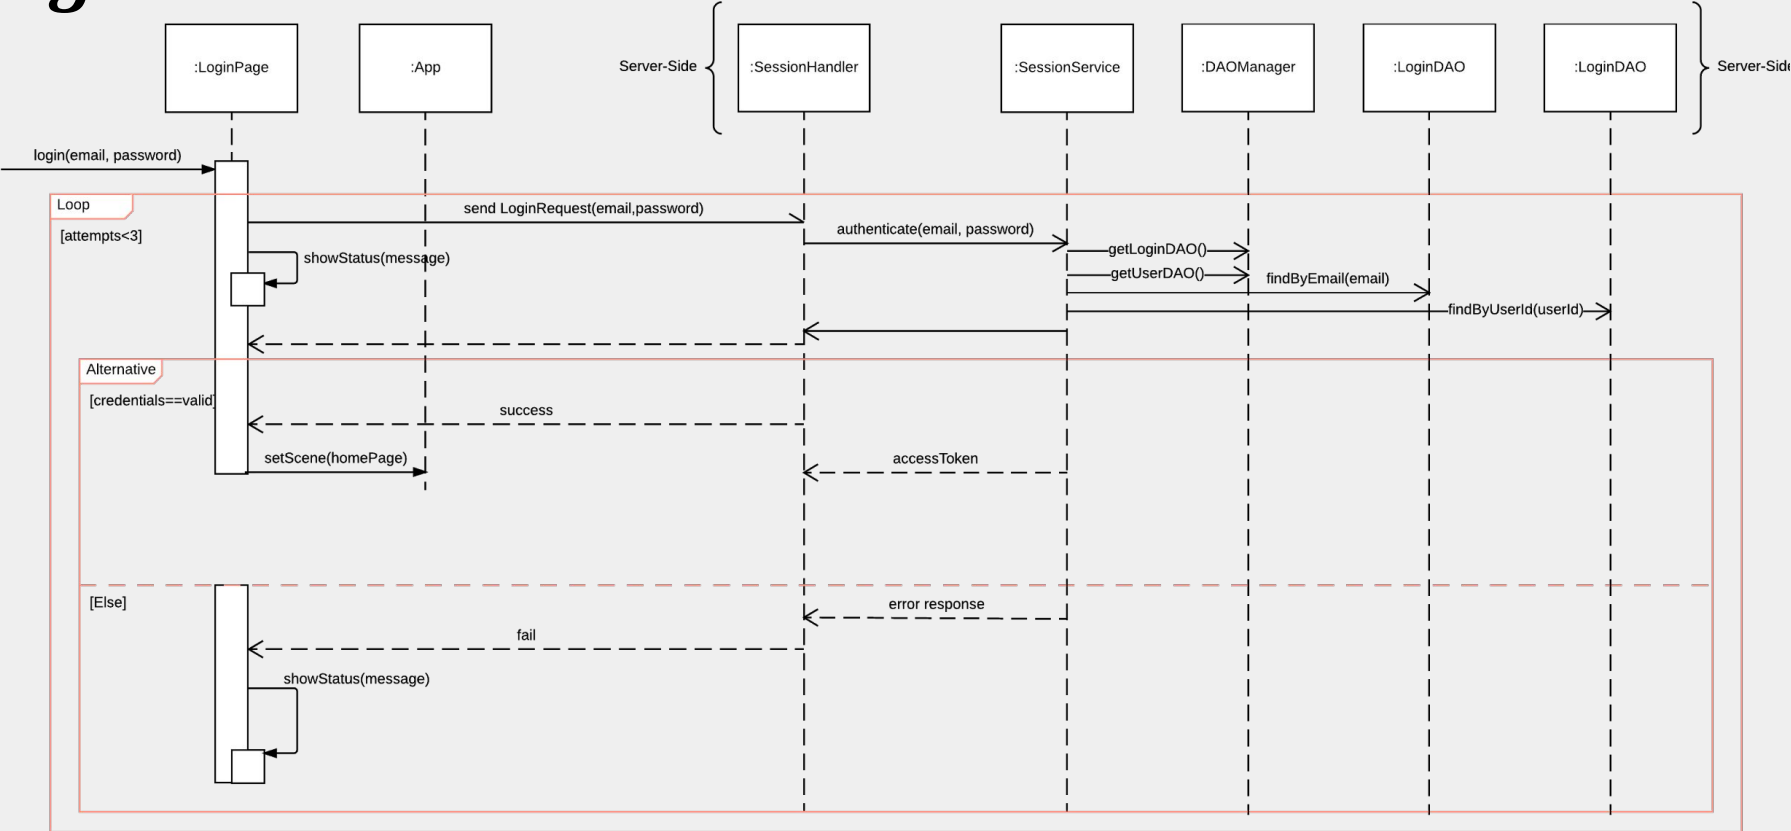 :LoginPage
:App
Server-Side
:SessionHandler
:SessionService
:DAOManager
:LoginDAO
:LoginDAO
Server-Side
login(email, password)
Loop
[attempts<3]
send LoginRequest(email,password)
authenticate(email, password)
getLoginDAO()
showStatus(message)
getUserDAO()
findByEmail(email)
findByUserId(userId)
Alternative
[credentials==valid]
success
setScene(homePage)
accessToken
[Else]
error response
fail
showStatus(message)